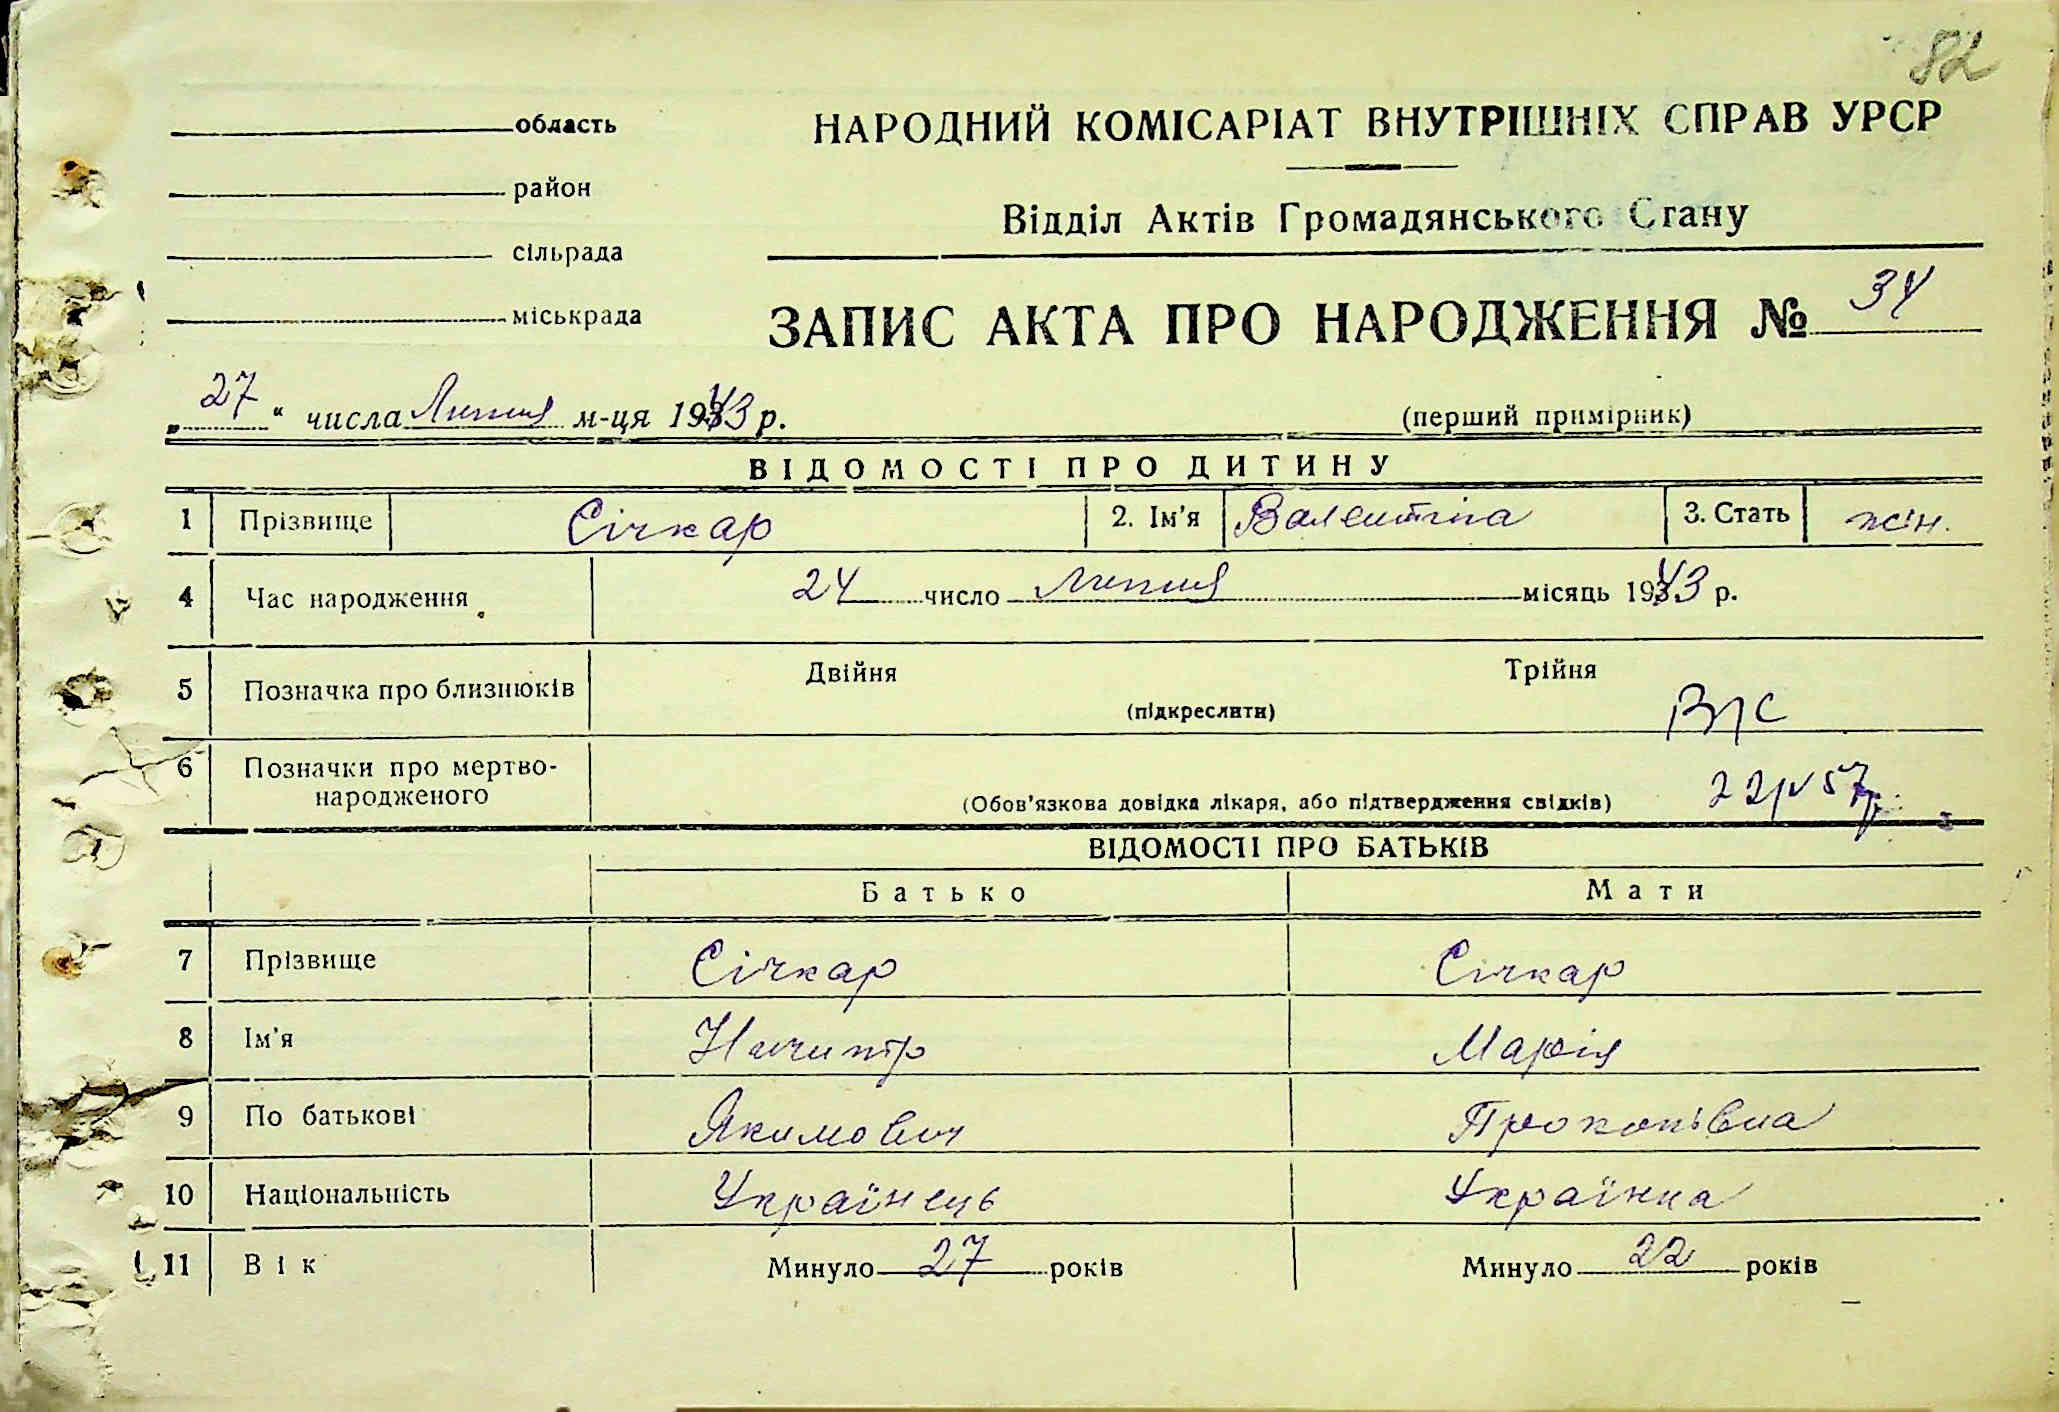 82
область
НАРОДНИЙ КОМІСАРІАТ ВНУТРІШНІХ СПРАВ УРСР
район
Відділ Актів Громадянського Стану
сільрада
міськрада
ЗАПИС АКТА ПРО НАРОДЖЕННЯ № 34
„27“ числа Липня м-ця 1943 р. (перший примірник)
ВІДОМОСТІ ПРО ДИТИНУ
1 Прізвище Січкар 2. Ім'я Валентіна 3. Стать жін.
4 Час народження 24 число Липня місяць 1943 р.
5 Позначка про близнюків Двійня Трійня
(підкреслити)
6 Позначки про мертво-
народженого
(Обов'язкова довідка лікаря, або підтвердження свідків)
ВІДОМОСТІ ПРО БАТЬКІВ
Батько Мати
7 Прізвище Січкар Січкар
8 Ім'я Ничипір Марія
9 По батькові Якимович Прокопівна
10 Національність Українець Українка
11 Вік Минуло 27 років Минуло 22 років